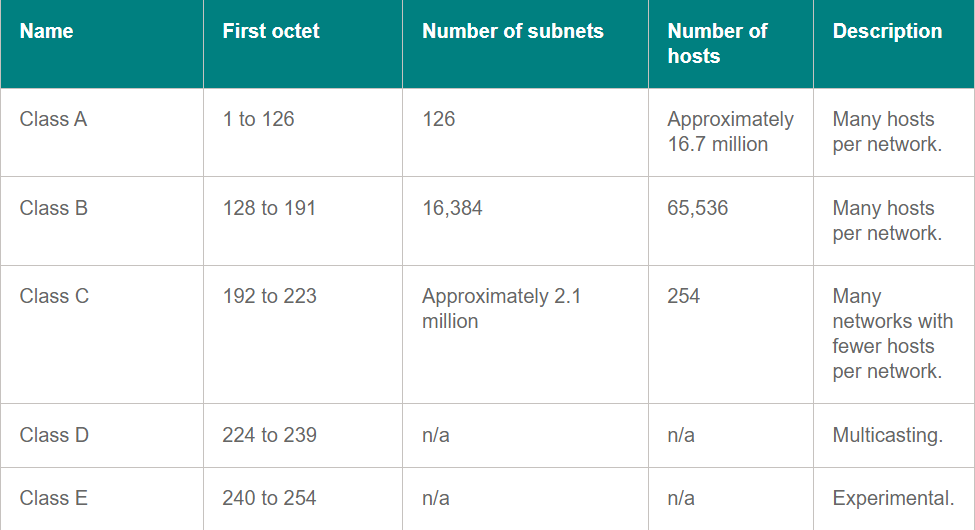 Name First octet Number of subnets Number of Description
hosts
Class A 1 to 126 126 Approximately Many hosts
16.7 million per network.
Class B 128 to 191 16,384 65,536 Many hosts
per network.
Class C 192 to 223 Approximately 2.1 254 Many
million networks with
fewer hosts
per network.
Class D 224 to 239 n/a n/a Multicasting.
Class E 240 to 254 n/a n/a Experimental.